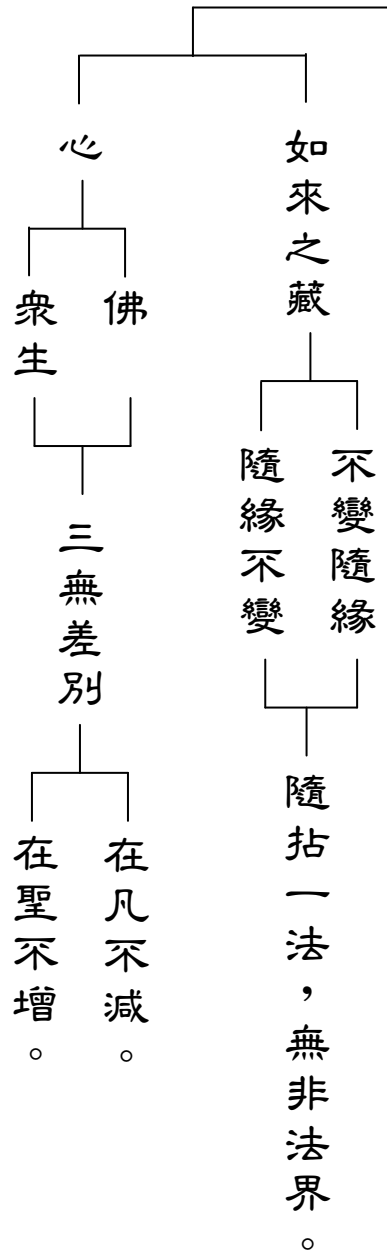 如來之藏
不變隨緣
隨緣不變
隨拈一法，無非法界。
心
佛
衆生
三無差別
在凡不減。
在聖不增。